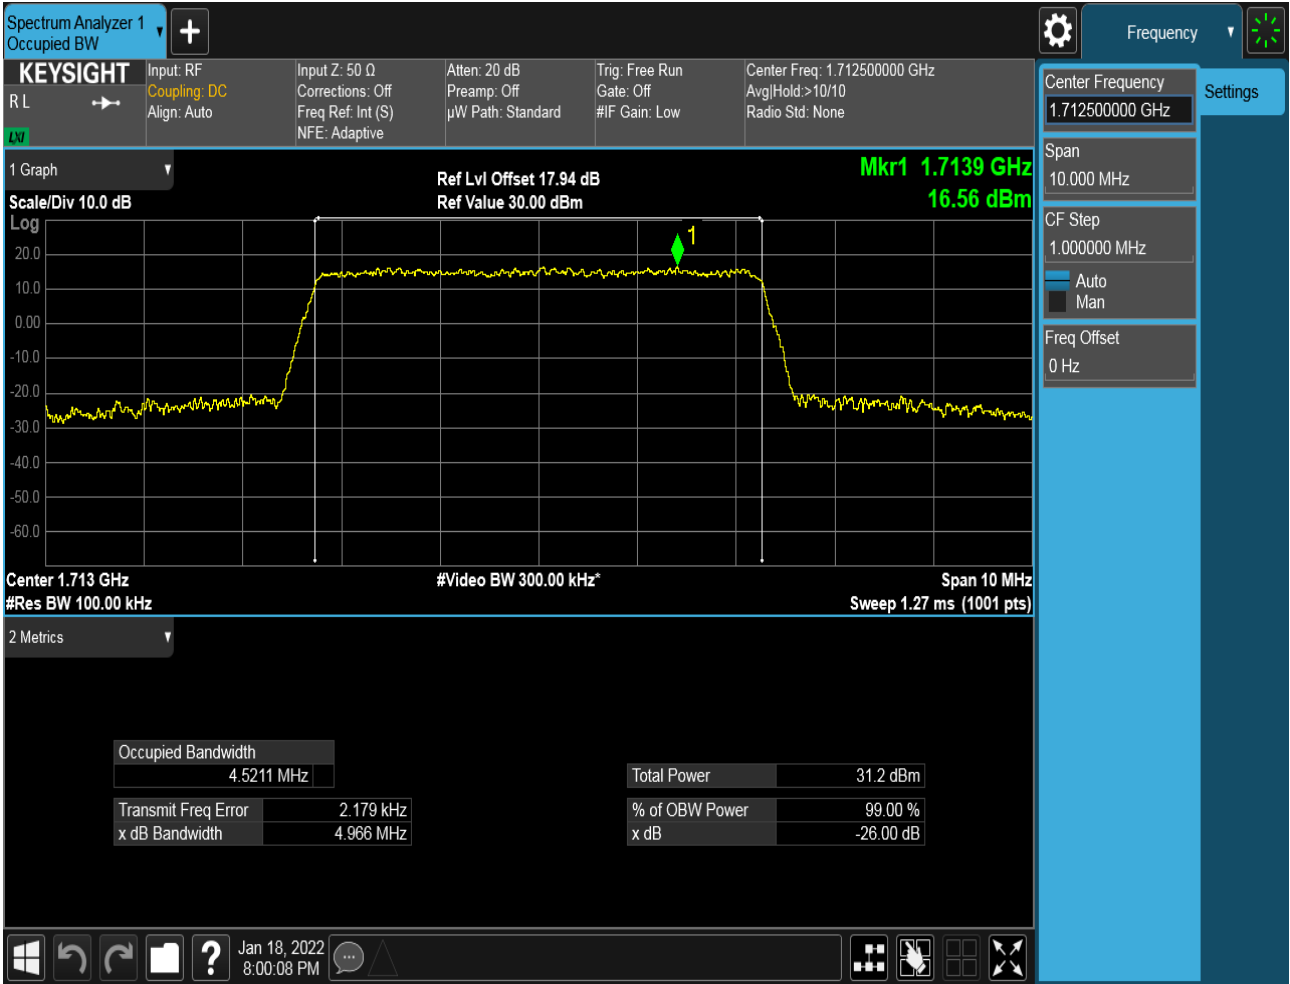 Spectrum Analyzer 1
Occupied BW
Frequency
KEYSIGHT
R L
LXI
Input: RF
Coupling: DC
Align: Auto
Input Z: 50 Ω
Corrections: Off
Freq Ref: Int (S)
NFE: Adaptive
Atten: 20 dB
Preamp: Off
µW Path: Standard
Trig: Free Run
Gate: Off
#IF Gain: Low
Center Freq: 1.712500000 GHz
Avg|Hold:>10/10
Radio Std: None
Center Frequency
1.712500000 GHz
Settings
Span
10.000 MHz
CF Step
1.000000 MHz
Auto
Man
Freq Offset
0 Hz
1 Graph
Scale/Div 10.0 dB
Log
Ref Lvl Offset 17.94 dB
Ref Value 30.00 dBm
Mkr1 1.7139 GHz
16.56 dBm
1
20.0
10.0
0.00
-10.0
-20.0
-30.0
-40.0
-50.0
-60.0
Center 1.713 GHz
#Res BW 100.00 kHz
#Video BW 300.00 kHz*
Span 10 MHz
Sweep 1.27 ms (1001 pts)
2 Metrics
Occupied Bandwidth
4.5211 MHz
Transmit Freq Error 2.179 kHz
x dB Bandwidth 4.966 MHz
Total Power 31.2 dBm
% of OBW Power 99.00 %
x dB -26.00 dB
?
Jan 18, 2022
8:00:08 PM